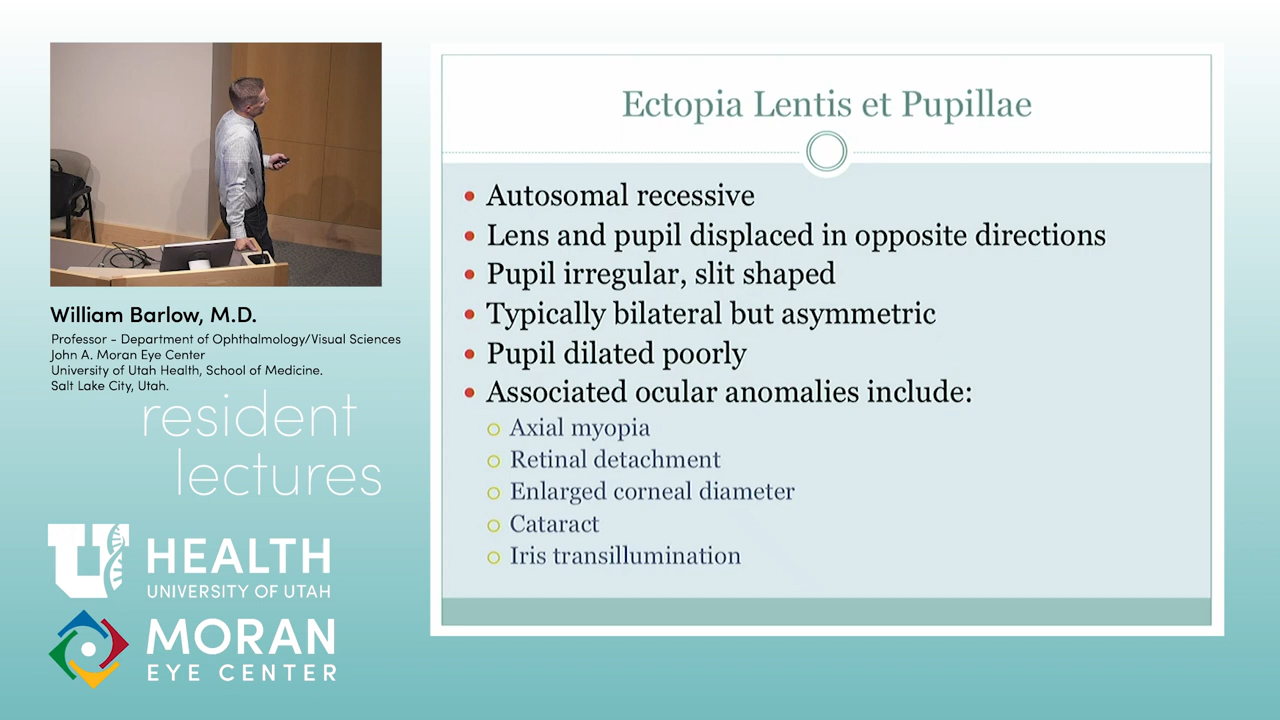 William Barlow, M.D.
Professor - Department of Ophthalmology/Visual Sciences
John A. Moran Eye Center
University of Utah Health, School of Medicine.
Salt Lake City, Utah.
resident
lectures
U HEALTH
UNIVERSITY OF UTAH
MORAN
EYE CENTER
Ectopia Lentis et Pupillae
• Autosomal recessive
• Lens and pupil displaced in opposite directions
• Pupil irregular, slit shaped
• Typically bilateral but asymmetric
• Pupil dilated poorly
• Associated ocular anomalies include:
○ Axial myopia
○ Retinal detachment
○ Enlarged corneal diameter
○ Cataract
○ Iris transillumination